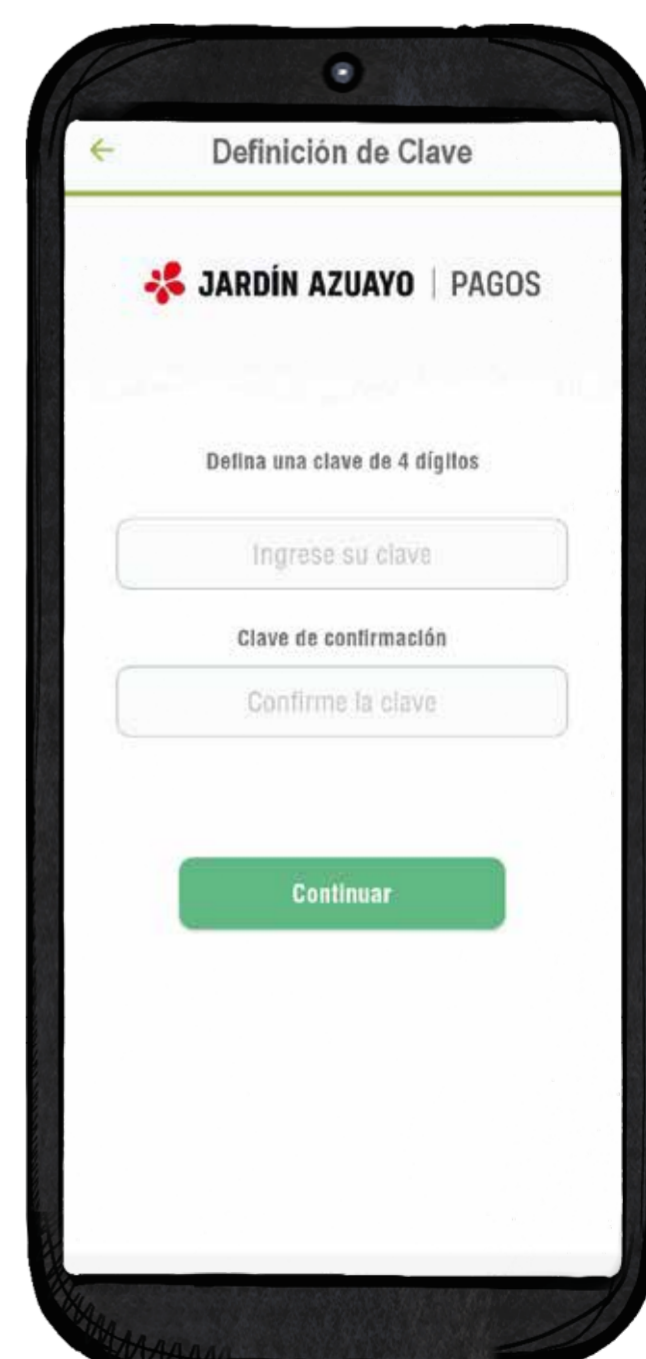 Definición de Clave
JARDÍN AZUAYO | PAGOS
Defina una clave de 4 dígitos
Ingrese su clave
Clave de confirmación
Confirme la clave
Continuar